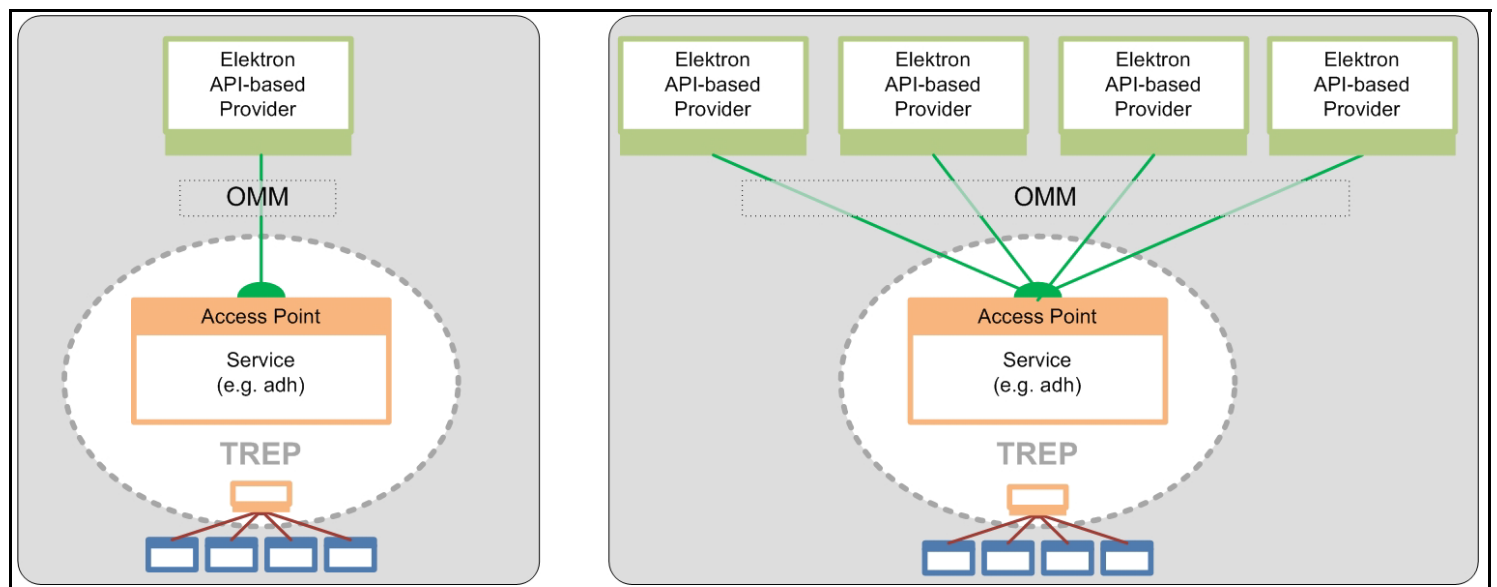 Elektron
API-based
Provider
OMM
Access Point
Service
(e.g. adh)
TREP
Elektron
API-based
Provider
Elektron
API-based
Provider
Elektron
API-based
Provider
Elektron
API-based
Provider
OMM
Access Point
Service
(e.g. adh)
TREP